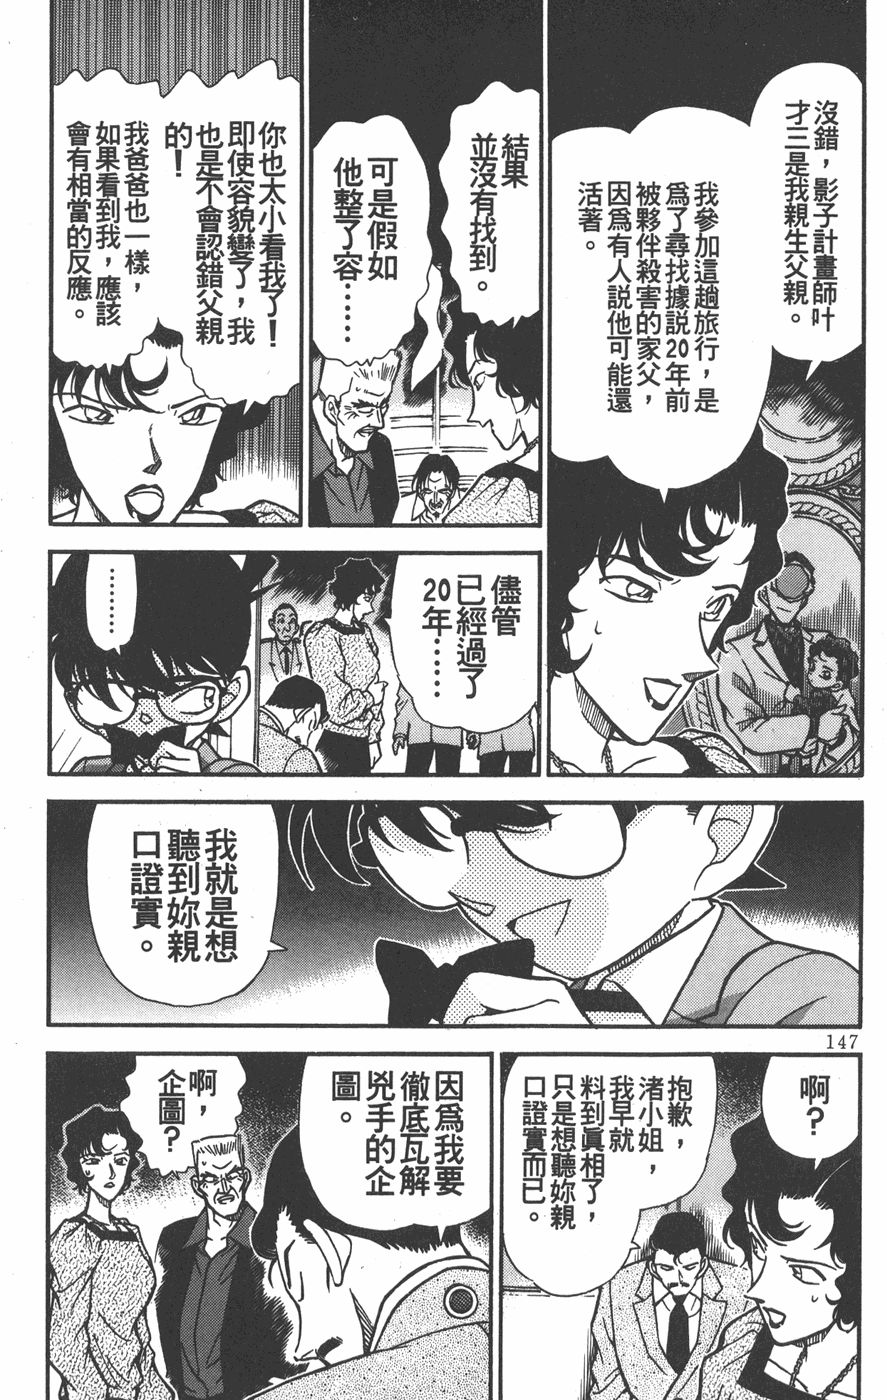 沒錯，影子計畫師叶
才三是我親生父親。
我參加這趟旅行，是
爲了尋找據說20年前
被夥伴殺害的家父，
因爲有人說他可能還
活著。
結果
並沒有找到。
可是假如
他整了容……
你也太小看我了！
即使容貌變了，我
也是不會認錯父親
的！
我爸爸也一樣，
如果看到我，應該
會有相當的反應。
儘管
已經過了
20年……
……
我就是想
聽到妳親
口證實。
147
啊？
抱歉，
渚小姐，
我早就
料到眞相了，
只是想聽妳親
口證實而已。
因爲我要
徹底瓦解
兇手的企
圖。
啊，
企圖？